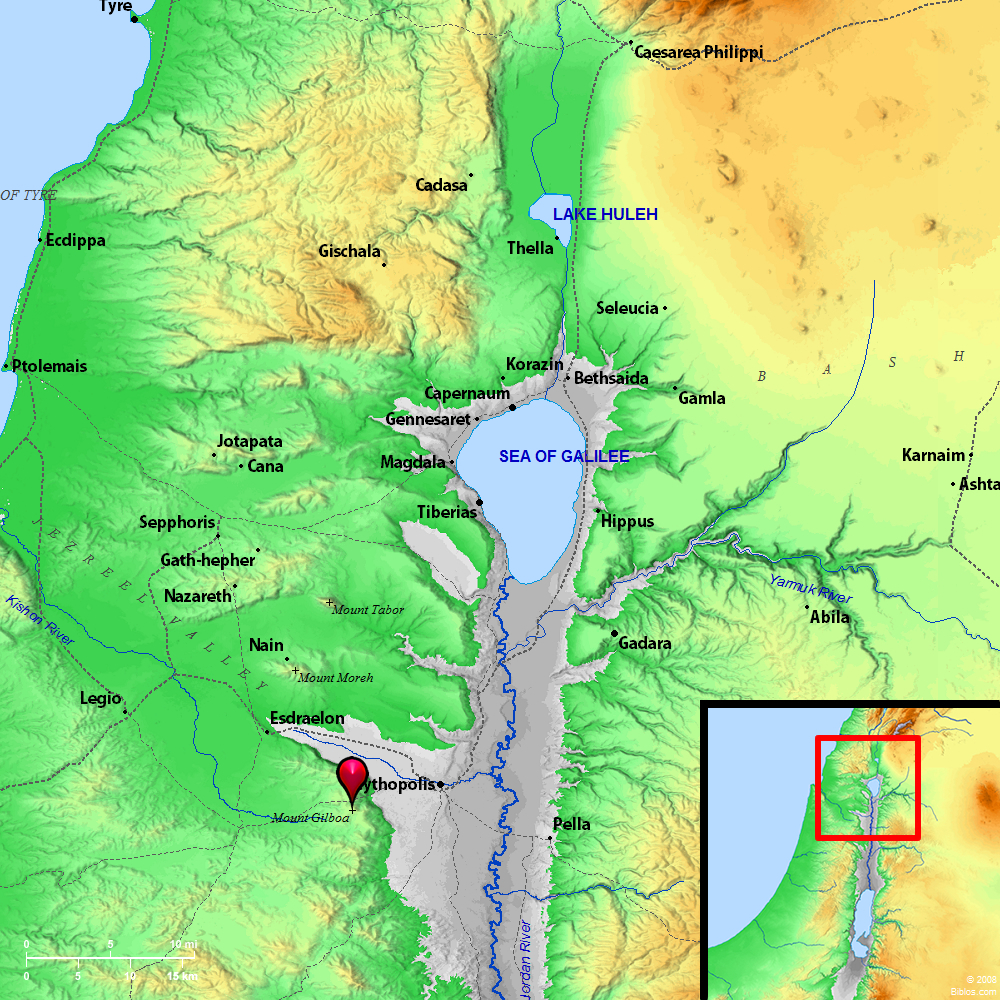 Tyre
Caesarea Philippi
Cadasa
OF TYRE
LAKE HULEH
Ecdippa
Thella
Gischala
Seleucia
B A S H
Ptolemais
Korazin
Bethsaida
Capernaum
Gamla
Gennesaret
Jotapata
Cana
Magdala
SEA OF GALILEE
Karnaim
Ashta
Tiberias
Hippus
Sepphoris
JEZREEL VALLEY
Gath-hepher
Nazareth
Yarmuk River
Kishon River
Mount Tabor
Abila
Gadara
Nain
Mount Moreh
Legio
Esdraelon
ythopolis
Mount Gilboa
Pella
Jordan River
0 5 10 mi
0 5 10 15 km
© 2008
Biblos.com